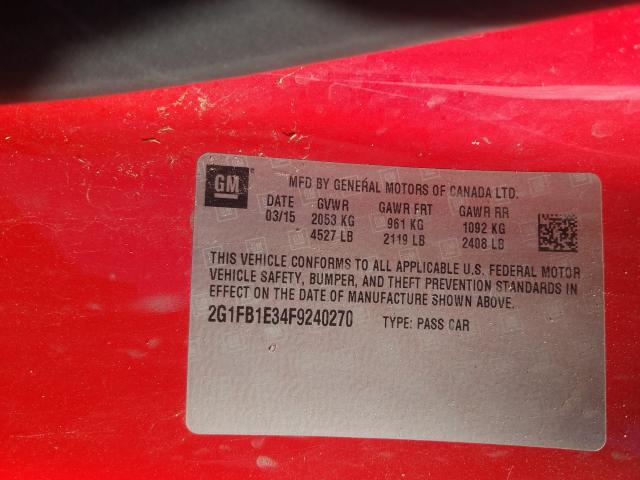 GM MFD BY GENERAL MOTORS OF CANADA LTD.
DATE GVWR GAWR FRT GAWR RR
03/15 2053 KG 961 KG 1092 KG
4527 LB 2119 LB 2408 LB
THIS VEHICLE CONFORMS TO ALL APPLICABLE U.S. FEDERAL MOTOR
VEHICLE SAFETY, BUMPER, AND THEFT PREVENTION STANDARDS IN
EFFECT ON THE DATE OF MANUFACTURE SHOWN ABOVE.
2G1FB1E34F9240270 TYPE: PASS CAR